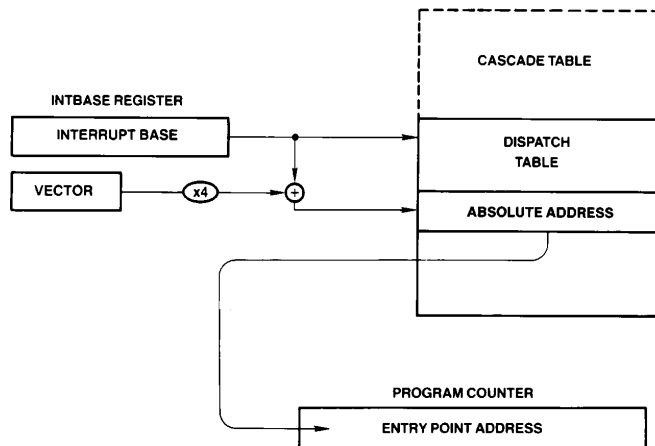 CASCADE TABLE
INTBASE REGISTER
INTERRUPT BASE
DISPATCH
TABLE
VECTOR
x4
+
ABSOLUTE ADDRESS
PROGRAM COUNTER
ENTRY POINT ADDRESS